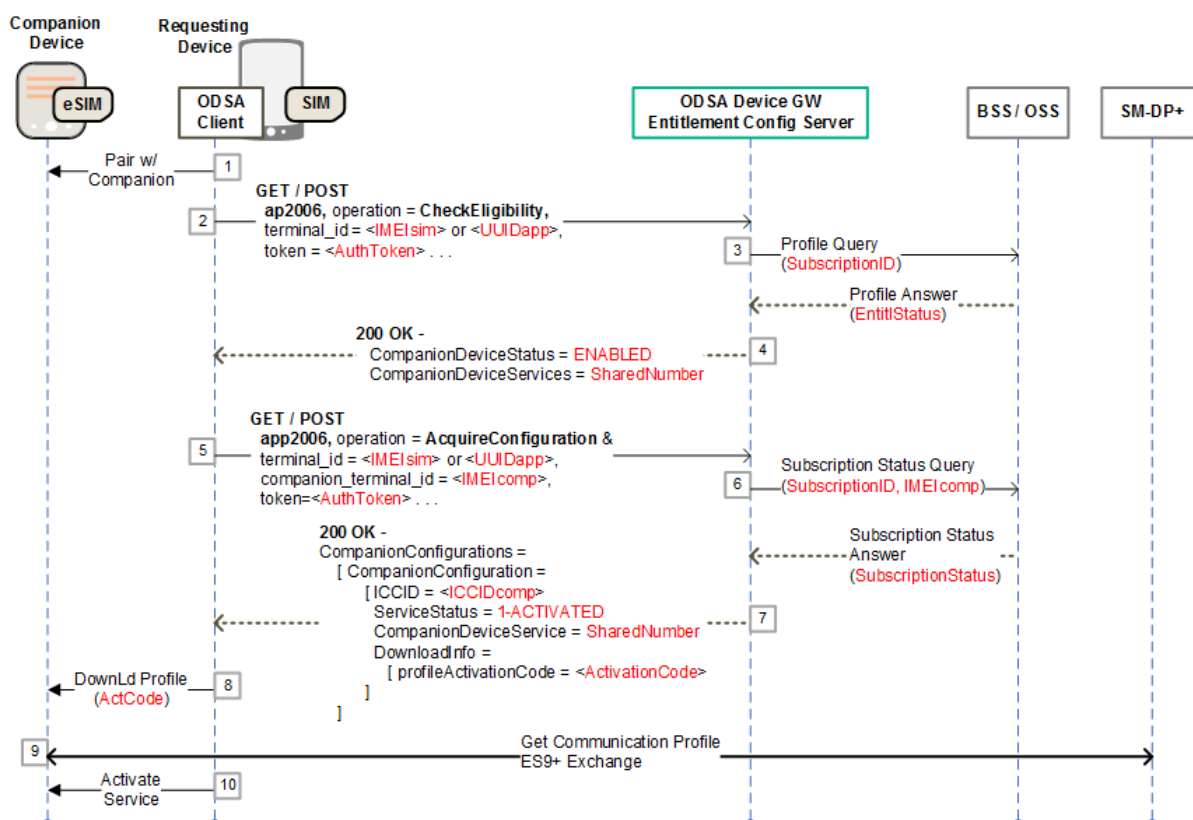 Companion
Device
Requesting
Device
eSIM
ODSA
Client
SIM
ODSA Device GW
Entitlement Config Server
BSS/ OSS
SM-DP+
Pair w/
Companion
1
GET / POST
2
ap2006, operation = CheckEligibility,
terminal_id = <IMEIsim> or <UUIDapp>,
token = <AuthToken> . . .
3
Profile Query
(SubscriptionID)
Profile Answer
(EntitlStatus)
200 OK -
CompanionDeviceStatus = ENABLED
CompanionDeviceServices = SharedNumber
4
GET / POST
5
app2006, operation = AcquireConfiguration &
terminal_id = <IMEIsim> or <UUIDapp>,
companion_terminal_id = <IMEIcomp>,
token=<AuthToken> . . .
6
Subscription Status Query
(SubscriptionID, IMEIcomp)
Subscription Status
Answer
(SubscriptionStatus)
200 OK -
CompanionConfigurations =
[ CompanionConfiguration =
[ ICCID = <ICCIDcomp>
ServiceStatus = 1-ACTIVATED
CompanionDeviceService = SharedNumber
DownloadInfo =
[ profileActivationCode = <ActivationCode>
]
]
7
DownLd Profile
(ActCode)
8
9
Get Communication Profile
ES9+ Exchange
Activate
Service
10